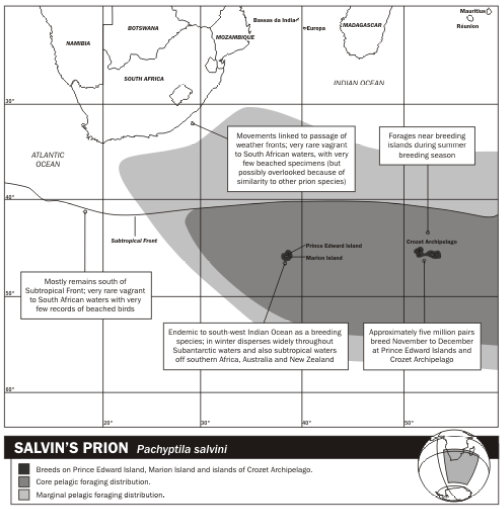 Mauritius
Réunion
Bassas da India
Europa
MADAGASCAR
NAMIBIA
BOTSWANA
MOZAMBIQUE
SOUTH AFRICA
INDIAN OCEAN
30°
Movements linked to passage of
weather fronts; very rare vagrant
to South African waters, with very
few beached specimens (but
possibly overlooked because of
similarity to other prion species)
Forages near breeding
islands during summer
breeding season
ATLANTIC
OCEAN
40°
Subtropical Front
Prince Edward Island
Marion Island
Crozet Archipelago
Mostly remains south of
Subtropical Front; very rare vagrant
to South African waters with very
few records of beached birds
50°
Endemic to south-west Indian Ocean as a breeding
species; in winter disperses widely throughout
Subantarctic waters and also subtropical waters
off southern Africa, Australia and New Zealand
Approximately five million pairs
breed November to December
at Prince Edward Islands and
Crozet Archipelago
60°
20°
30°
40°
50°
SALVIN'S PRION Pachyptila salvini
Breeds on Prince Edward Island, Marion Island and islands of Crozet Archipelago.
Core pelagic foraging distribution.
Marginal pelagic foraging distribution.